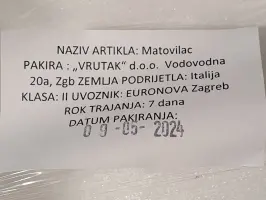 NAZIV ARTIKLA: Matovilac
PAKIRA : „VRUTAK“ d.o.o. Vodovodna
20a, Zgb ZEMLJA PODRIJETLA: Italija
KLASA: II UVOZNIK: EURONOVA Zagreb
ROK TRAJANJA: 7 dana
DATUM PAKIRANJA:
09-05-2024